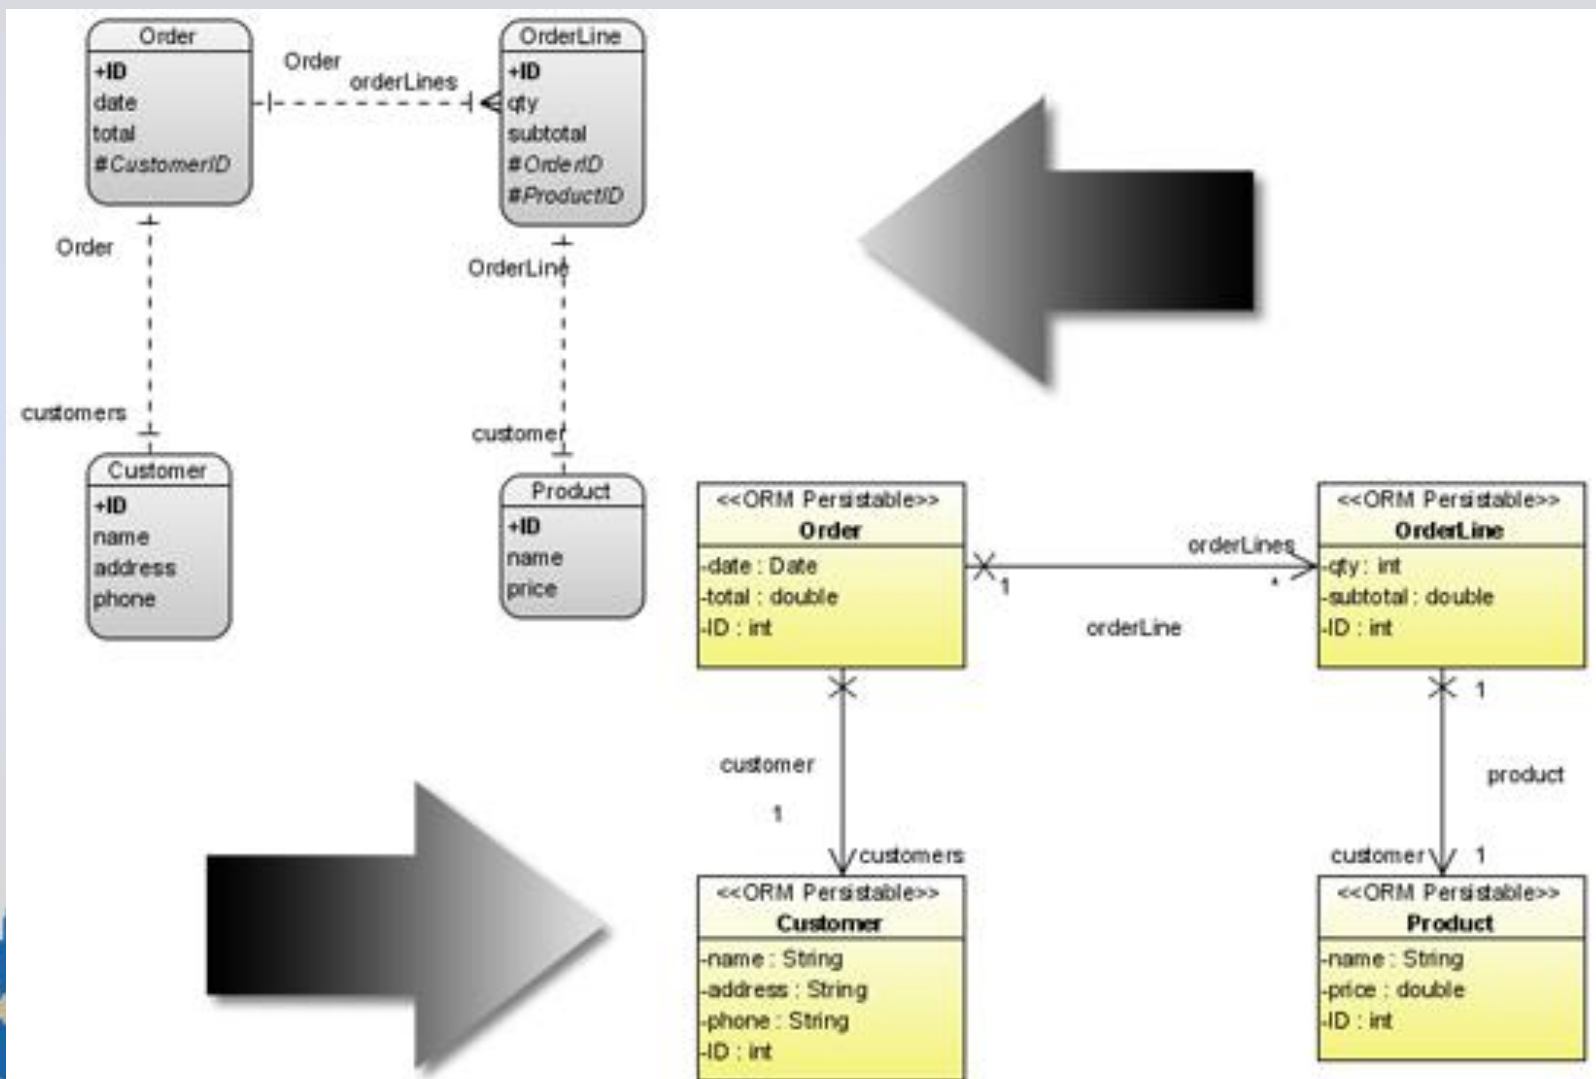 Order
+ID
date
total
#CustomerID
Order
orderLines
OrderLine
+ID
qty
subtotal
#OrderID
#ProductID
Order
customers
OrderLine
customer
Customer
+ID
name
address
phone
Product
+ID
name
price
<<ORM Persistable>>
Order
-date : Date
-total : double
-ID : int
1
orderLines
*
orderLine
<<ORM Persistable>>
OrderLine
-qty : int
-subtotal : double
-ID : int
customer
1
customers
1
product
customer
1
<<ORM Persistable>>
Customer
-name : String
-address : String
-phone : String
-ID : int
<<ORM Persistable>>
Product
-name : String
-price : double
-ID : int